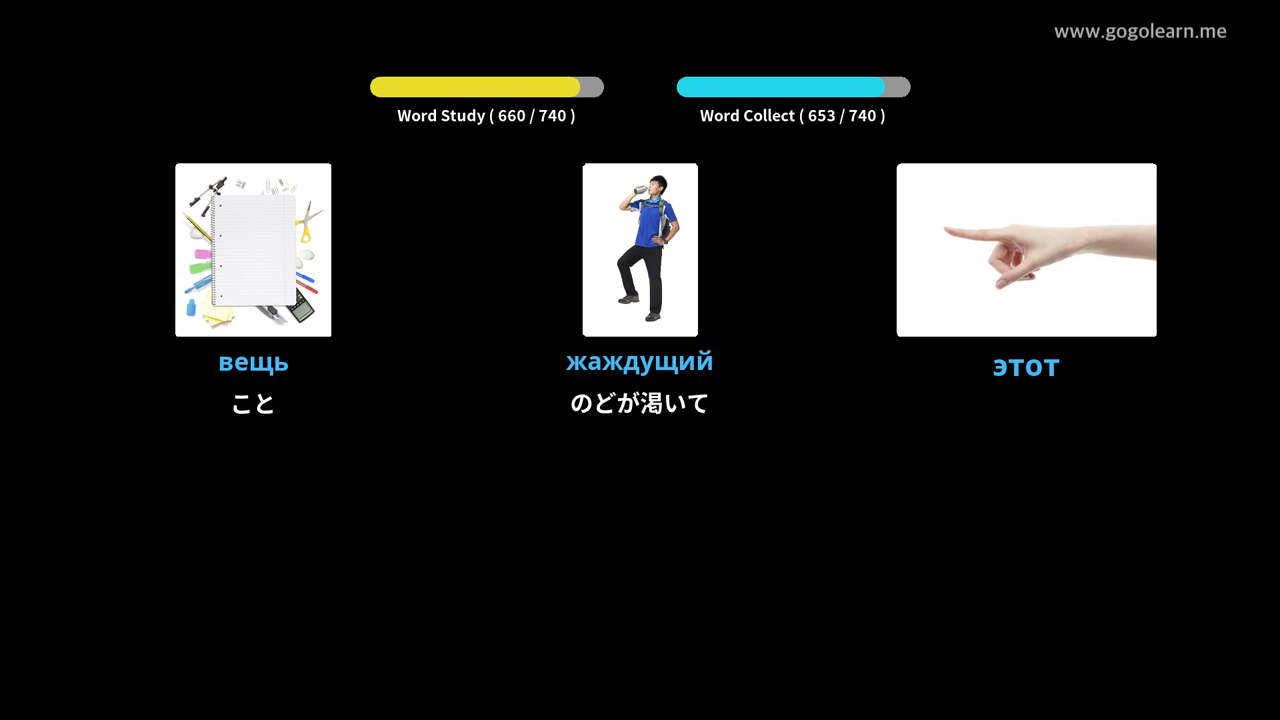 www.gogolearn.me
Word Study ( 660 / 740 )
Word Collect ( 653 / 740 )
вещь
жаждущий
этот
こと
のどが渇いて